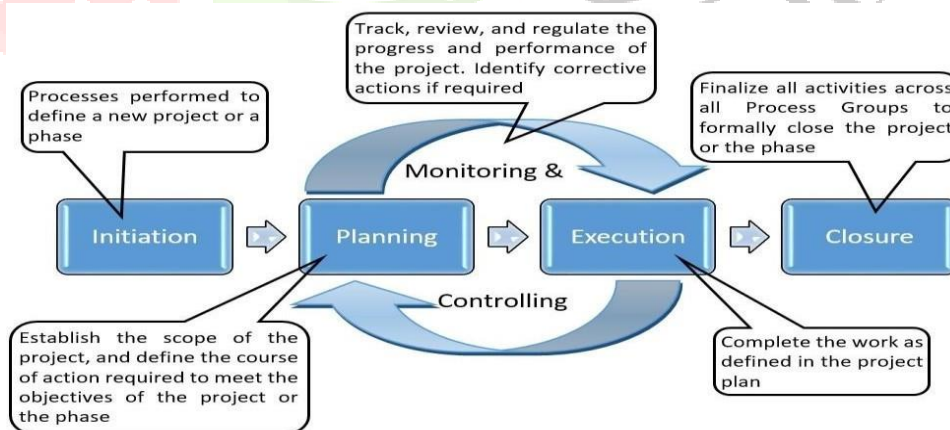 Track, review, and regulate the
progress and performance of
the project. Identify corrective
actions if required
Processes performed to
define a new project or a
phase
Finalize all activities across
all Process Groups to
formally close the project
or the phase
Monitoring &
Initiation
Planning
Execution
Closure
Controlling
Establish the scope of the
project, and define the course
of action required to meet the
objectives of the project or
the phase
Complete the work as
defined in the project
plan